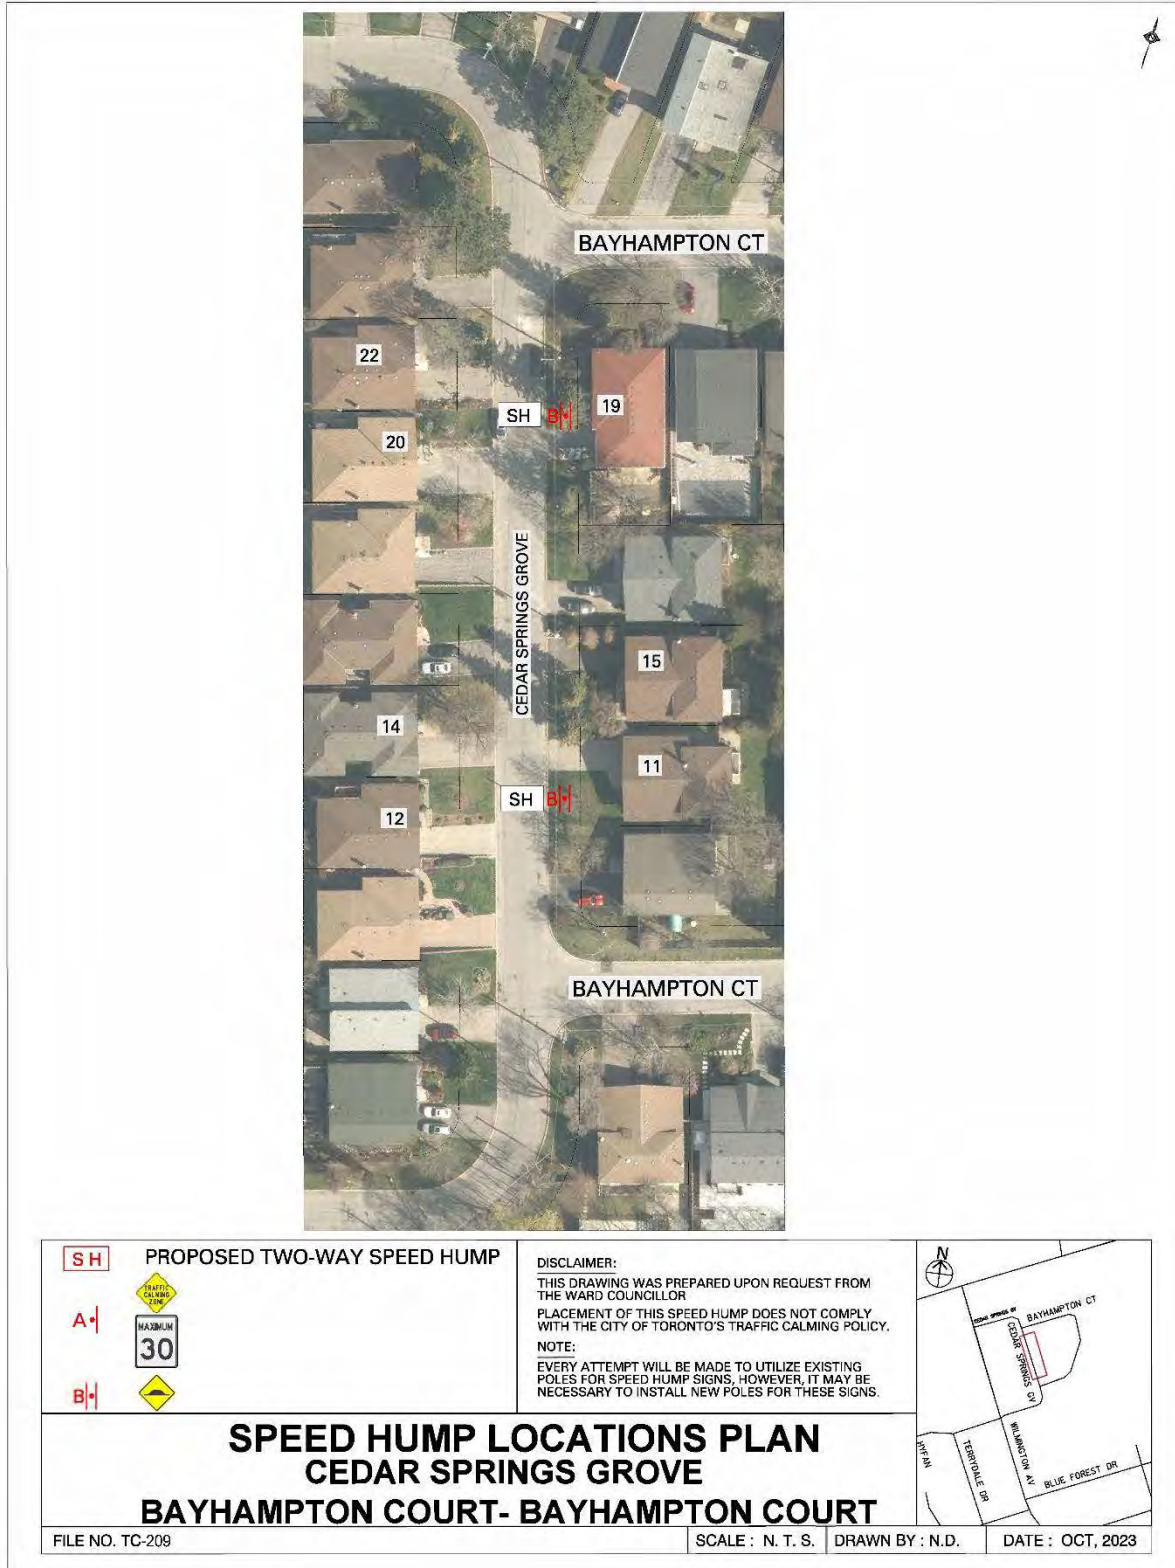 BAYHAMPTON CT
22
SH B
19
20
CEDAR SPRINGS GROVE
15
14
11
SH B
12
BAYHAMPTON CT
SH PROPOSED TWO-WAY SPEED HUMP
TRAFFIC
CALMING
ZONE
A
MAXIMUM
30
B
DISCLAIMER:
THIS DRAWING WAS PREPARED UPON REQUEST FROM
THE WARD COUNCILLOR
PLACEMENT OF THIS SPEED HUMP DOES NOT COMPLY
WITH THE CITY OF TORONTO'S TRAFFIC CALMING POLICY.
NOTE:
EVERY ATTEMPT WILL BE MADE TO UTILIZE EXISTING
POLES FOR SPEED HUMP SIGNS, HOWEVER, IT MAY BE
NECESSARY TO INSTALL NEW POLES FOR THESE SIGNS.
N
BAYHAMPTON CT
CEDAR SPRINGS GV
WILMINGTON AV
HYFAN
TERRYDALE DR
BLUE FOREST DR
SPEED HUMP LOCATIONS PLAN
CEDAR SPRINGS GROVE
BAYHAMPTON COURT- BAYHAMPTON COURT
FILE NO. TC-209
SCALE : N. T. S.
DRAWN BY : N.D.
DATE : OCT, 2023